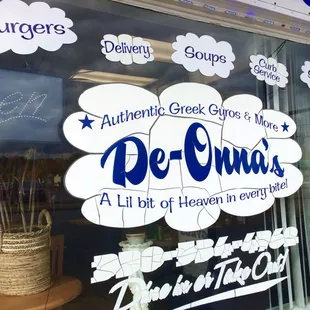 urgers
Delivery
Soups
Curb
Service
en
Authentic Greek Gyros & More
De-Onna's
A Lil bit of Heaven in every bite!
Dine in or Take Out!